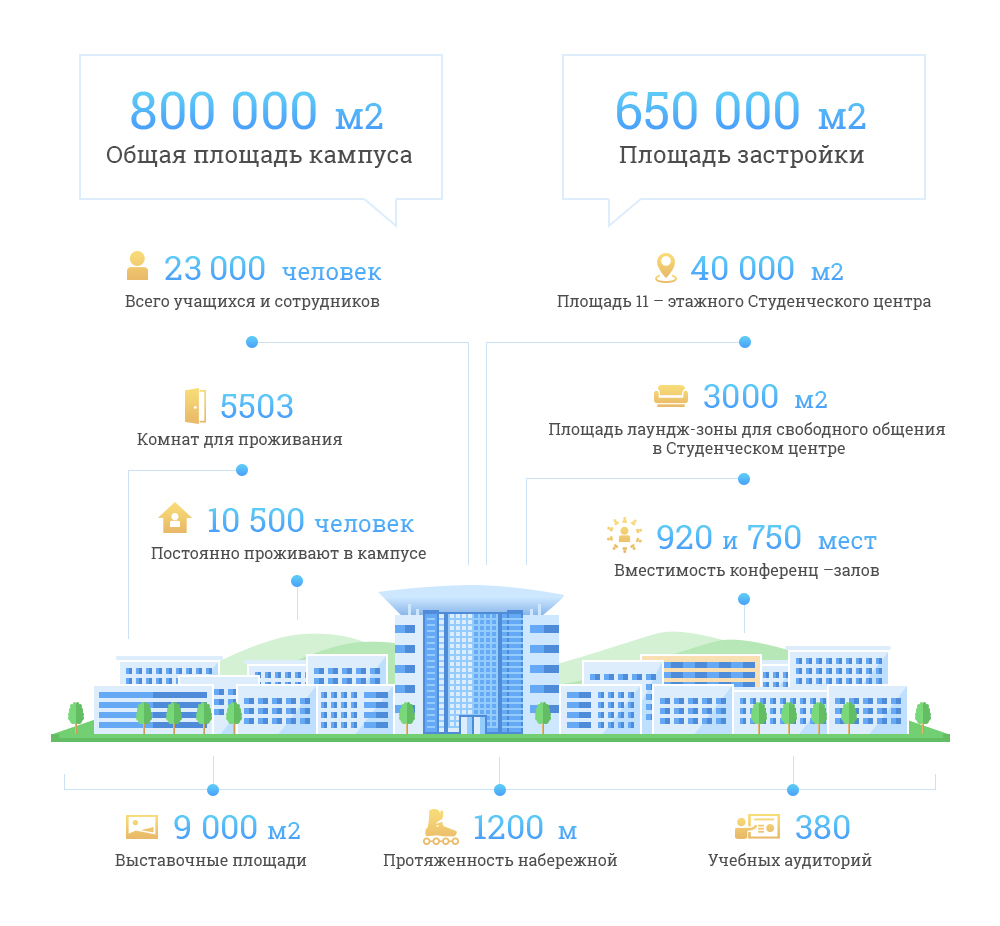 800 000 м2
Общая площадь кампуса
650 000 м2
Площадь застройки
23 000 человек
Всего учащихся и сотрудников
40 000 м2
Площадь 11 – этажного Студенческого центра
5503
Комнат для проживания
3000 м2
Площадь лаундж-зоны для свободного общения
в Студенческом центре
10 500 человек
Постоянно проживают в кампусе
920 и 750 мест
Вместимость конференц –залов
9 000 м2
Выставочные площади
1200 м
Протяженность набережной
380
Учебных аудиторий